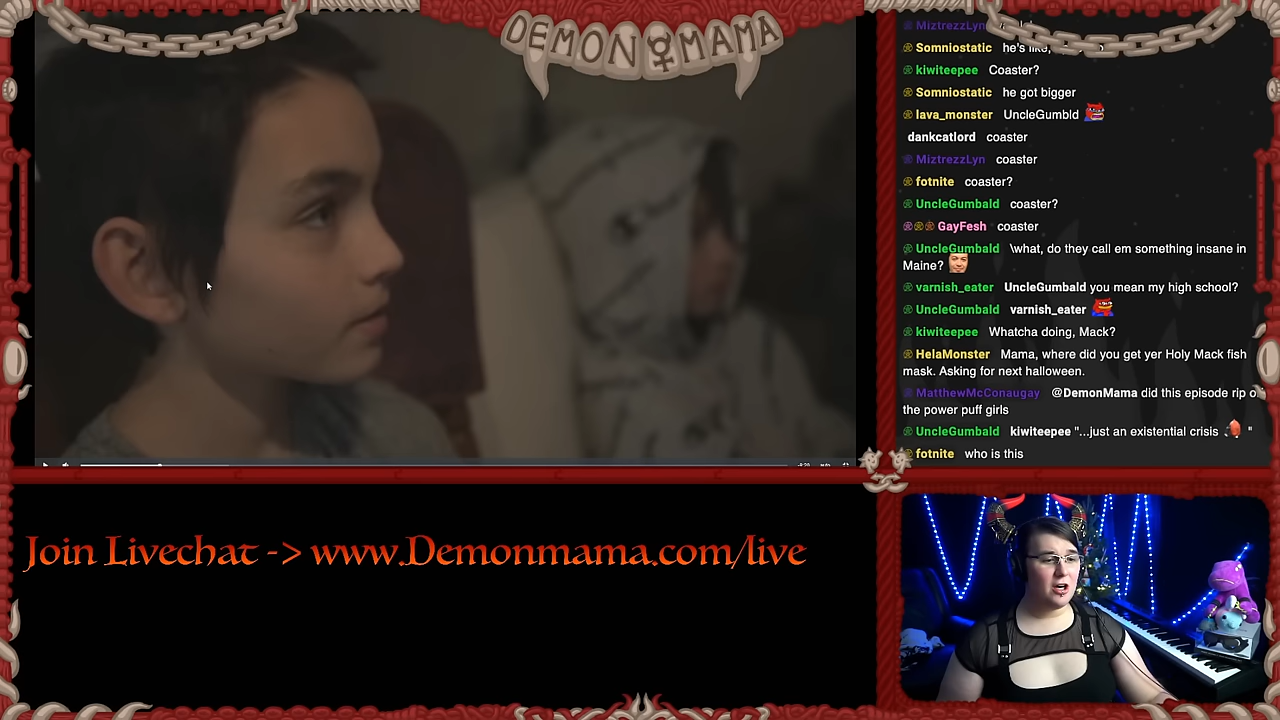 DEMON MAMA
MiztrezzLyn
Somniostatic he's like,
kiwiteepee Coaster?
Somniostatic he got bigger
lava_monster UncleGumbld
dankcatlord coaster
MiztrezzLyn coaster
fotnite coaster?
UncleGumbald coaster?
GayFesh coaster
UncleGumbald 'what, do they call em something insane in
Maine?
varnish_eater UncleGumbald you mean my high school?
UncleGumbald varnish_eater
kiwiteepee Whatcha doing, Mack?
HelaMonster Mama, where did you get yer Holy Mack fish
mask. Asking for next halloween.
MatthewMcConaugay @DemonMama did this episode rip o
the power puff girls
UncleGumbald kiwiteepee "...just an existential crisis "
fotnite who is this
Join Livechat -> www.Demonmama.com/live